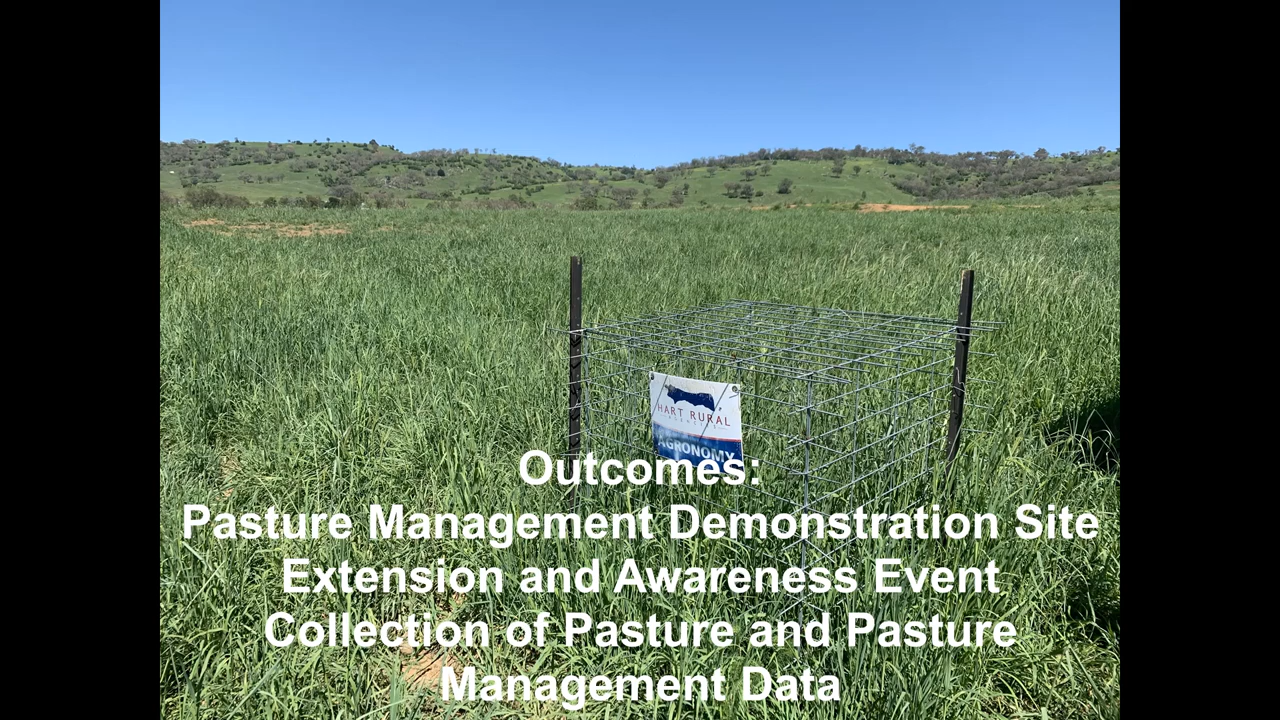 HART RURAL
AGENCIES
AGRONOMY
Outcomes:
Pasture Management Demonstration Site
Extension and Awareness Event
Collection of Pasture and Pasture
Management Data